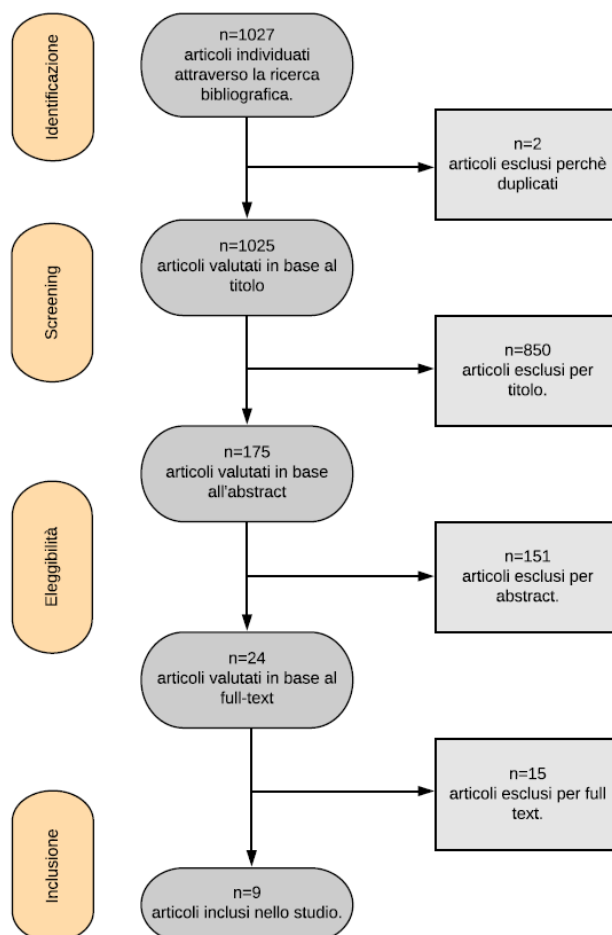 Identificazione
n=1027
articoli individuati
attraverso la ricerca
bibliografica.
n=2
articoli esclusi perchè
duplicati
Screening
n=1025
articoli valutati in base al
titolo
n=850
articoli esclusi per
titolo.
Eleggibilità
n=175
articoli valutati in base
all'abstract
n=151
articoli esclusi per
abstract.
n=24
articoli valutati in base al
full-text
n=15
articoli esclusi per full
text.
Inclusione
n=9
articoli inclusi nello studio.